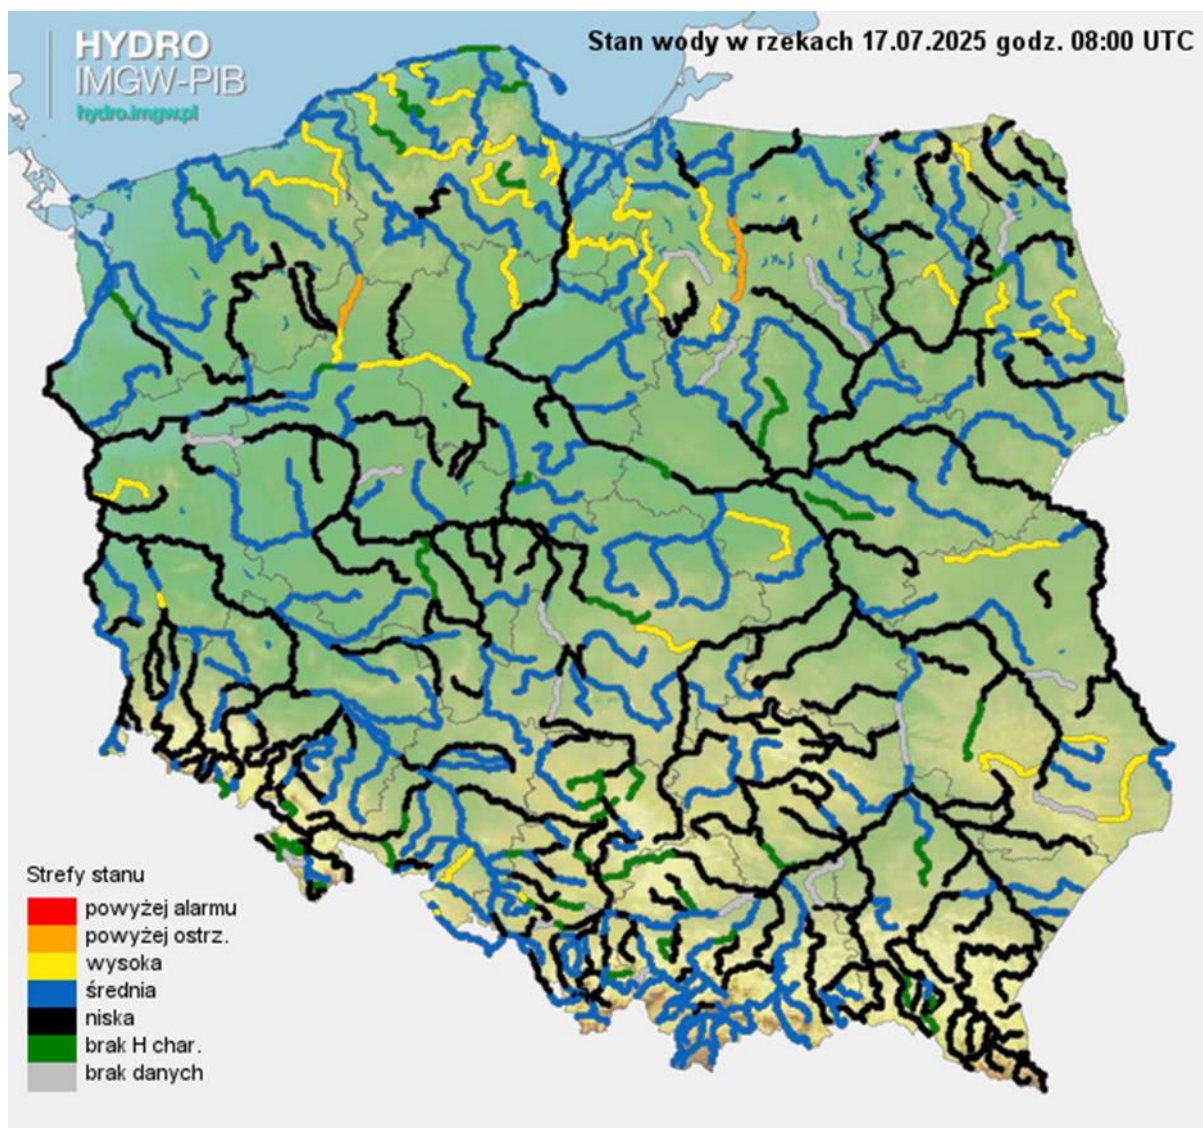 HYDRO
IMGW-PIB
hydro.imgw.pl
Stan wody w rzekach 17.07.2025 godz. 08:00 UTC
Strefy stanu
powyżej alarmu
powyżej ostrz.
wysoka
średnia
niska
brak H char.
brak danych